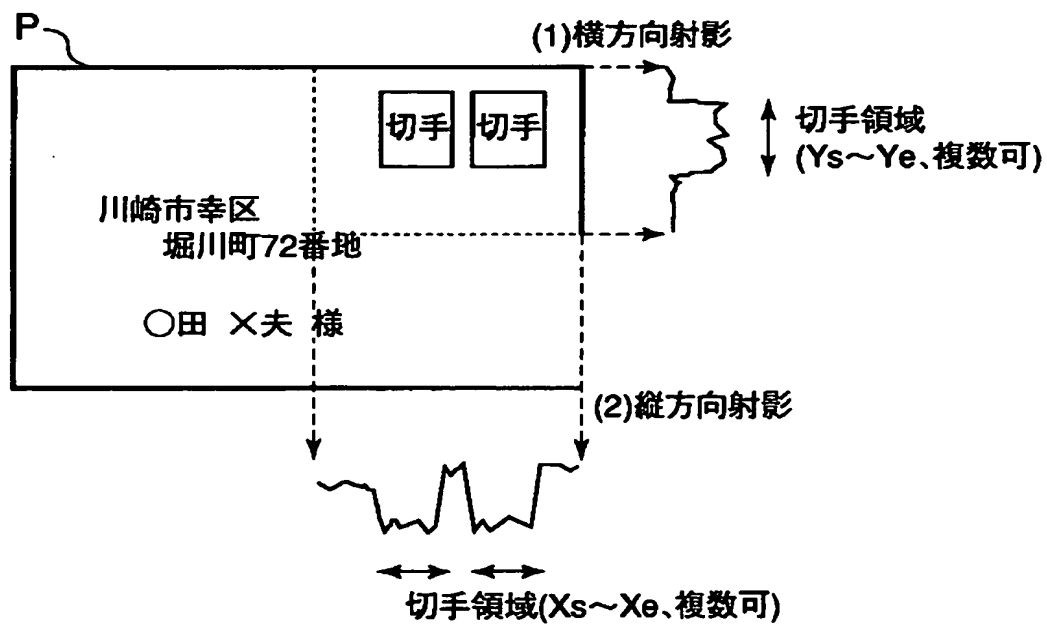 P
(1)横方向射影
切手 切手
切手領域
(Ys~Ye、複数可)
川崎市幸区
堀川町72番地
○田 ×夫 様
(2)縦方向射影
切手領域(Xs~Xe、複数可)